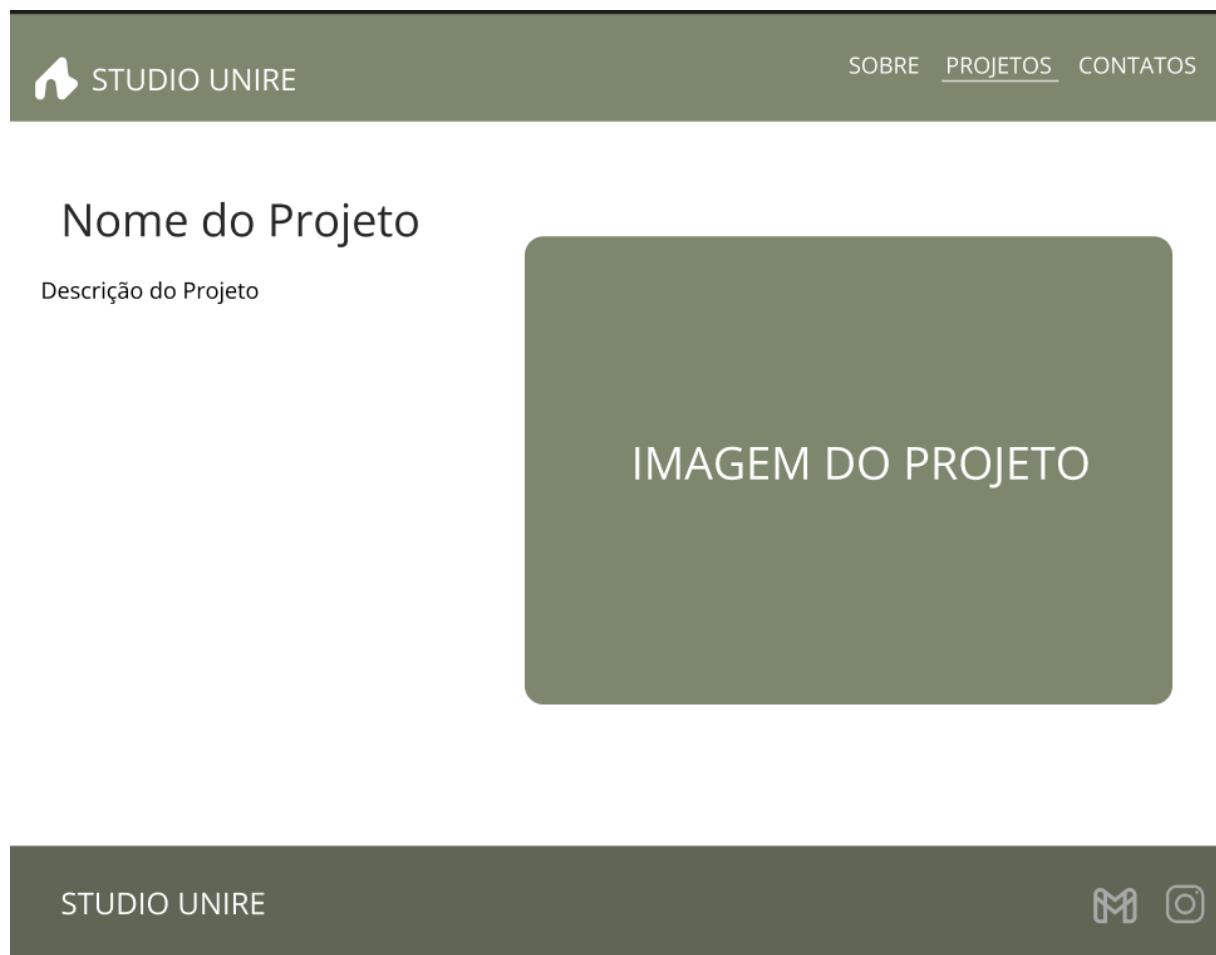 STUDIO UNIRE
SOBRE PROJETOS CONTATOS
Nome do Projeto
Descrição do Projeto
IMAGEM DO PROJETO
STUDIO UNIRE